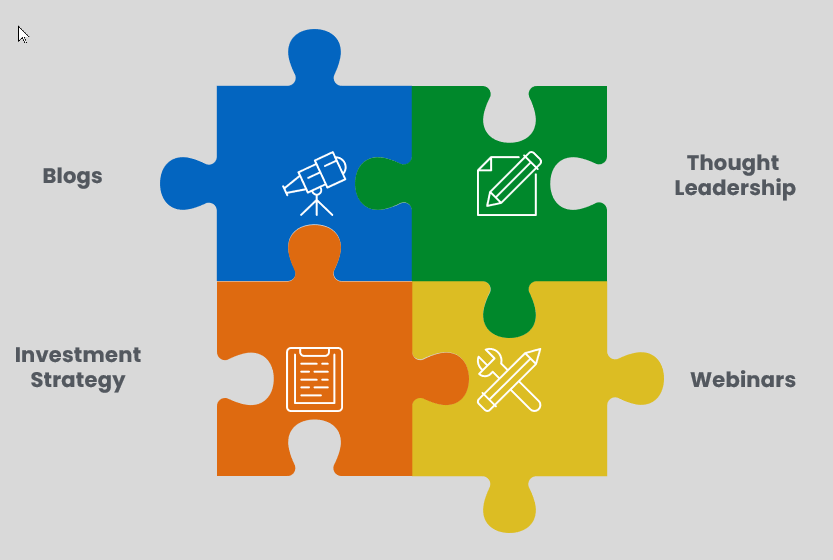 Blogs
Thought
Leadership
Investment
Strategy
Webinars